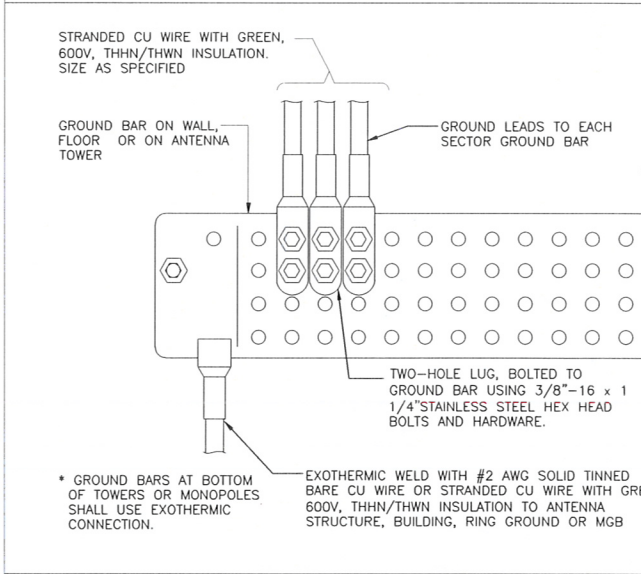 STRANDED CU WIRE WITH GREEN,
600V, THHN/THWN INSULATION.
SIZE AS SPECIFIED
GROUND BAR ON WALL,
FLOOR OR ON ANTENNA
TOWER
GROUND LEADS TO EACH
SECTOR GROUND BAR
TWO-HOLE LUG, BOLTED TO
GROUND BAR USING 3/8"-16 x 1
1/4"STAINLESS STEEL HEX HEAD
BOLTS AND HARDWARE.
* GROUND BARS AT BOTTOM
OF TOWERS OR MONOPOLES
SHALL USE EXOTHERMIC
CONNECTION.
EXOTHERMIC WELD WITH #2 AWG SOLID TINNED
BARE CU WIRE OR STRANDED CU WIRE WITH
600V, THHN/THWN INSULATION TO ANTENNA
STRUCTURE, BUILDING, RING GROUND OR MGB